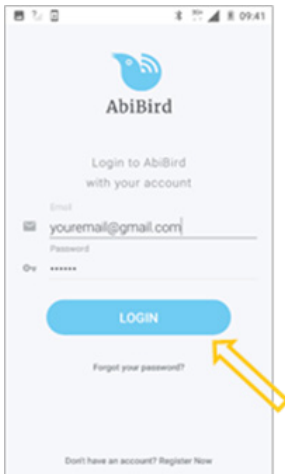 09:41
AbiBird
Login to AbiBird
with your account
Email
youremail@gmail.com
Password
••••••
LOGIN
Forgot your password?
Don't have an account? Register Now